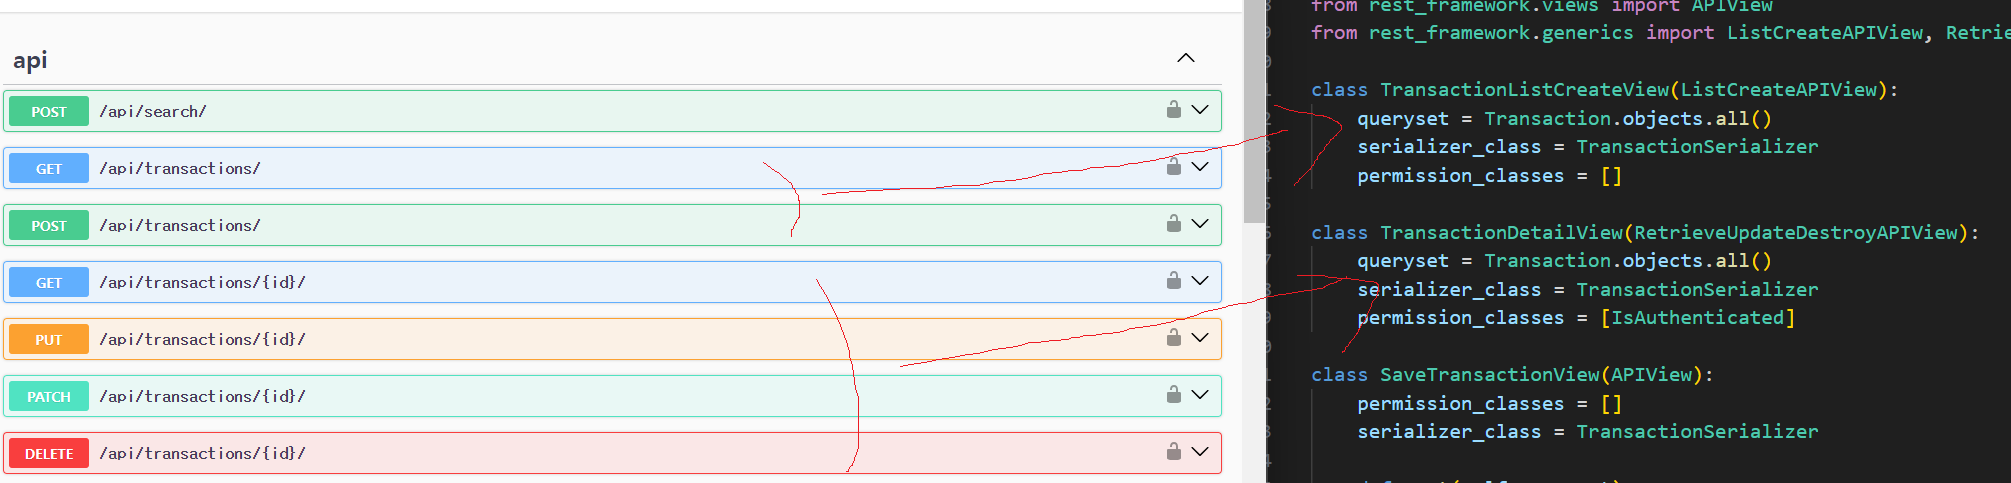 api
POST /api/search/
GET /api/transactions/
POST /api/transactions/
GET /api/transactions/{id}/
PUT /api/transactions/{id}/
PATCH /api/transactions/{id}/
DELETE /api/transactions/{id}/
from rest_framework.views import APIView
from rest_framework.generics import ListCreateAPIView, Retrie
class TransactionListCreateView(ListCreateAPIView):
queryset = Transaction.objects.all()
serializer_class = TransactionSerializer
permission_classes = []
class TransactionDetailView(RetrieveUpdateDestroyAPIView):
queryset = Transaction.objects.all()
serializer_class = TransactionSerializer
permission_classes = [IsAuthenticated]
class SaveTransactionView(APIView):
permission_classes = []
serializer_class = TransactionSerializer